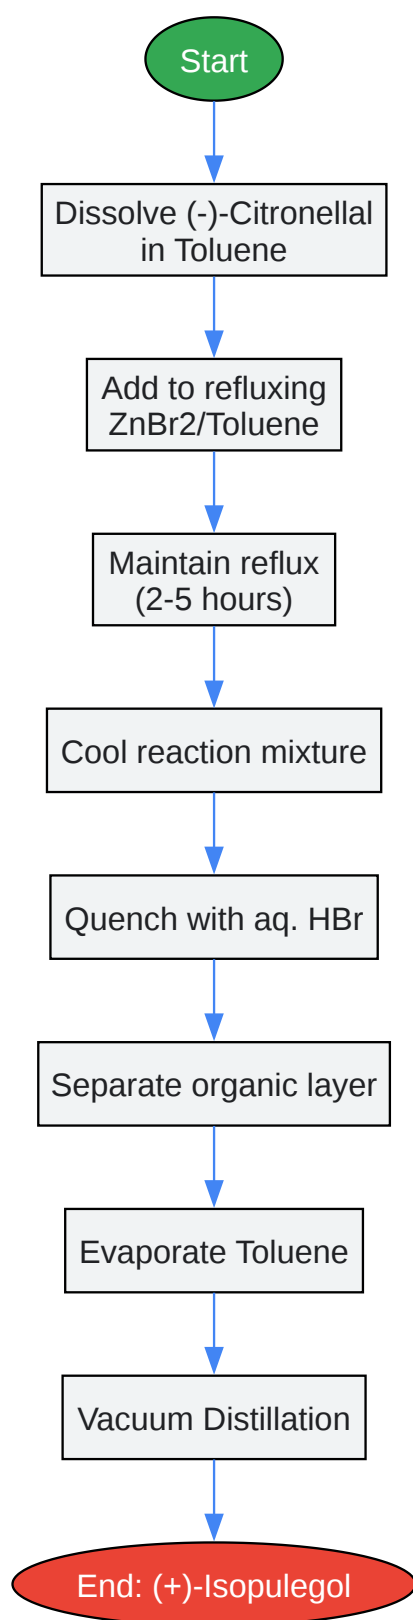 Start
Dissolve (-)-Citronellal
in Toluene
Add to refluxing
ZnBr2/Toluene
Maintain reflux
(2-5 hours)
Cool reaction mixture
Quench with aq. HBr
Separate organic layer
Evaporate Toluene
Vacuum Distillation
End: (+)-Isopulegol